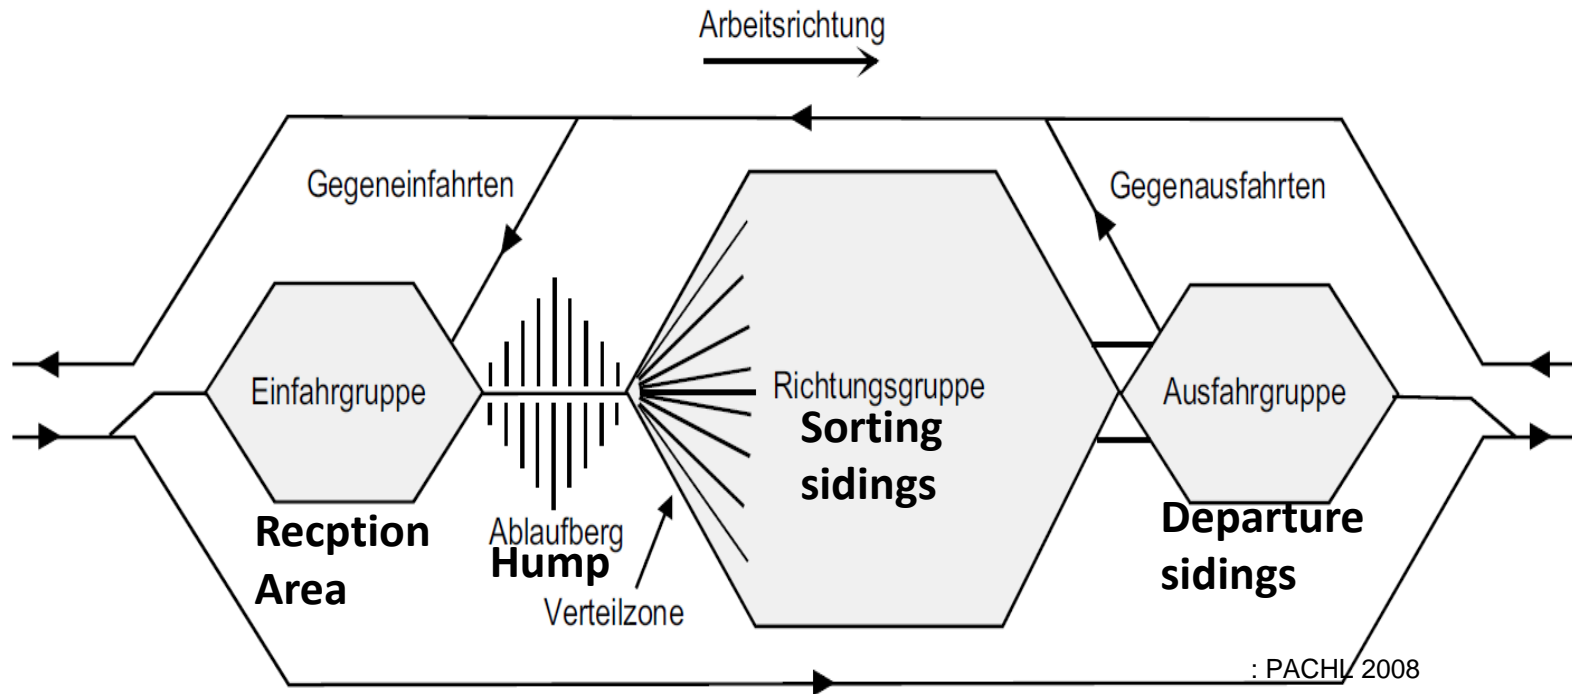 Arbeitsrichtung
Gegeneinfahrten
Gegenausfahrten
Einfahrgruppe
Richtungsgruppe
Ausfahrgruppe
Sorting
sidings
Recption
Area
Ablaufberg
Hump
Verteilzone
Departure
sidings
: PACHL 2008